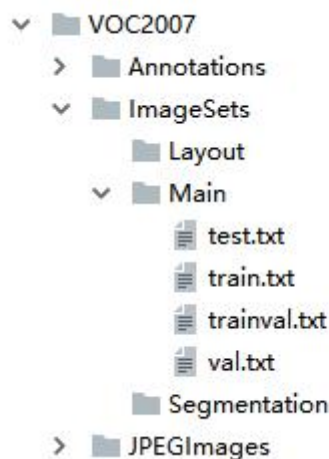 VOC2007
Annotations
ImageSets
Layout
Main
test.txt
train.txt
trainval.txt
val.txt
Segmentation
JPEGImages